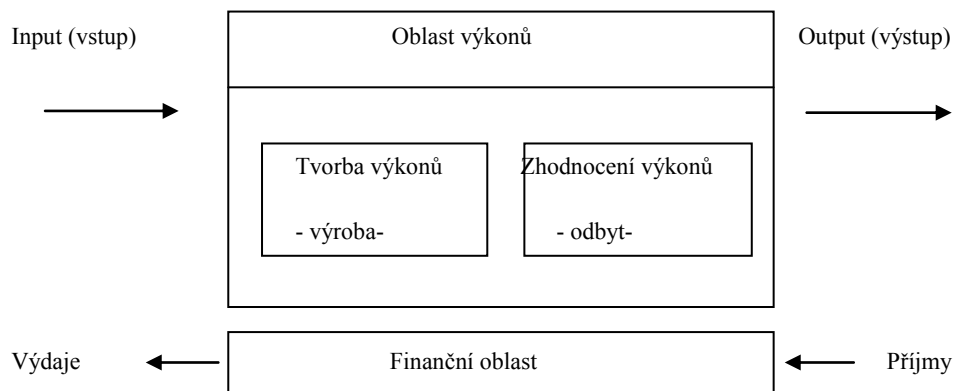 Input (vstup) Oblast výkonů Output (výstup)
Tvorba výkonů Zhodnocení výkonů
- výroba- - odbyt-
Výdaje Finanční oblast Příjmy